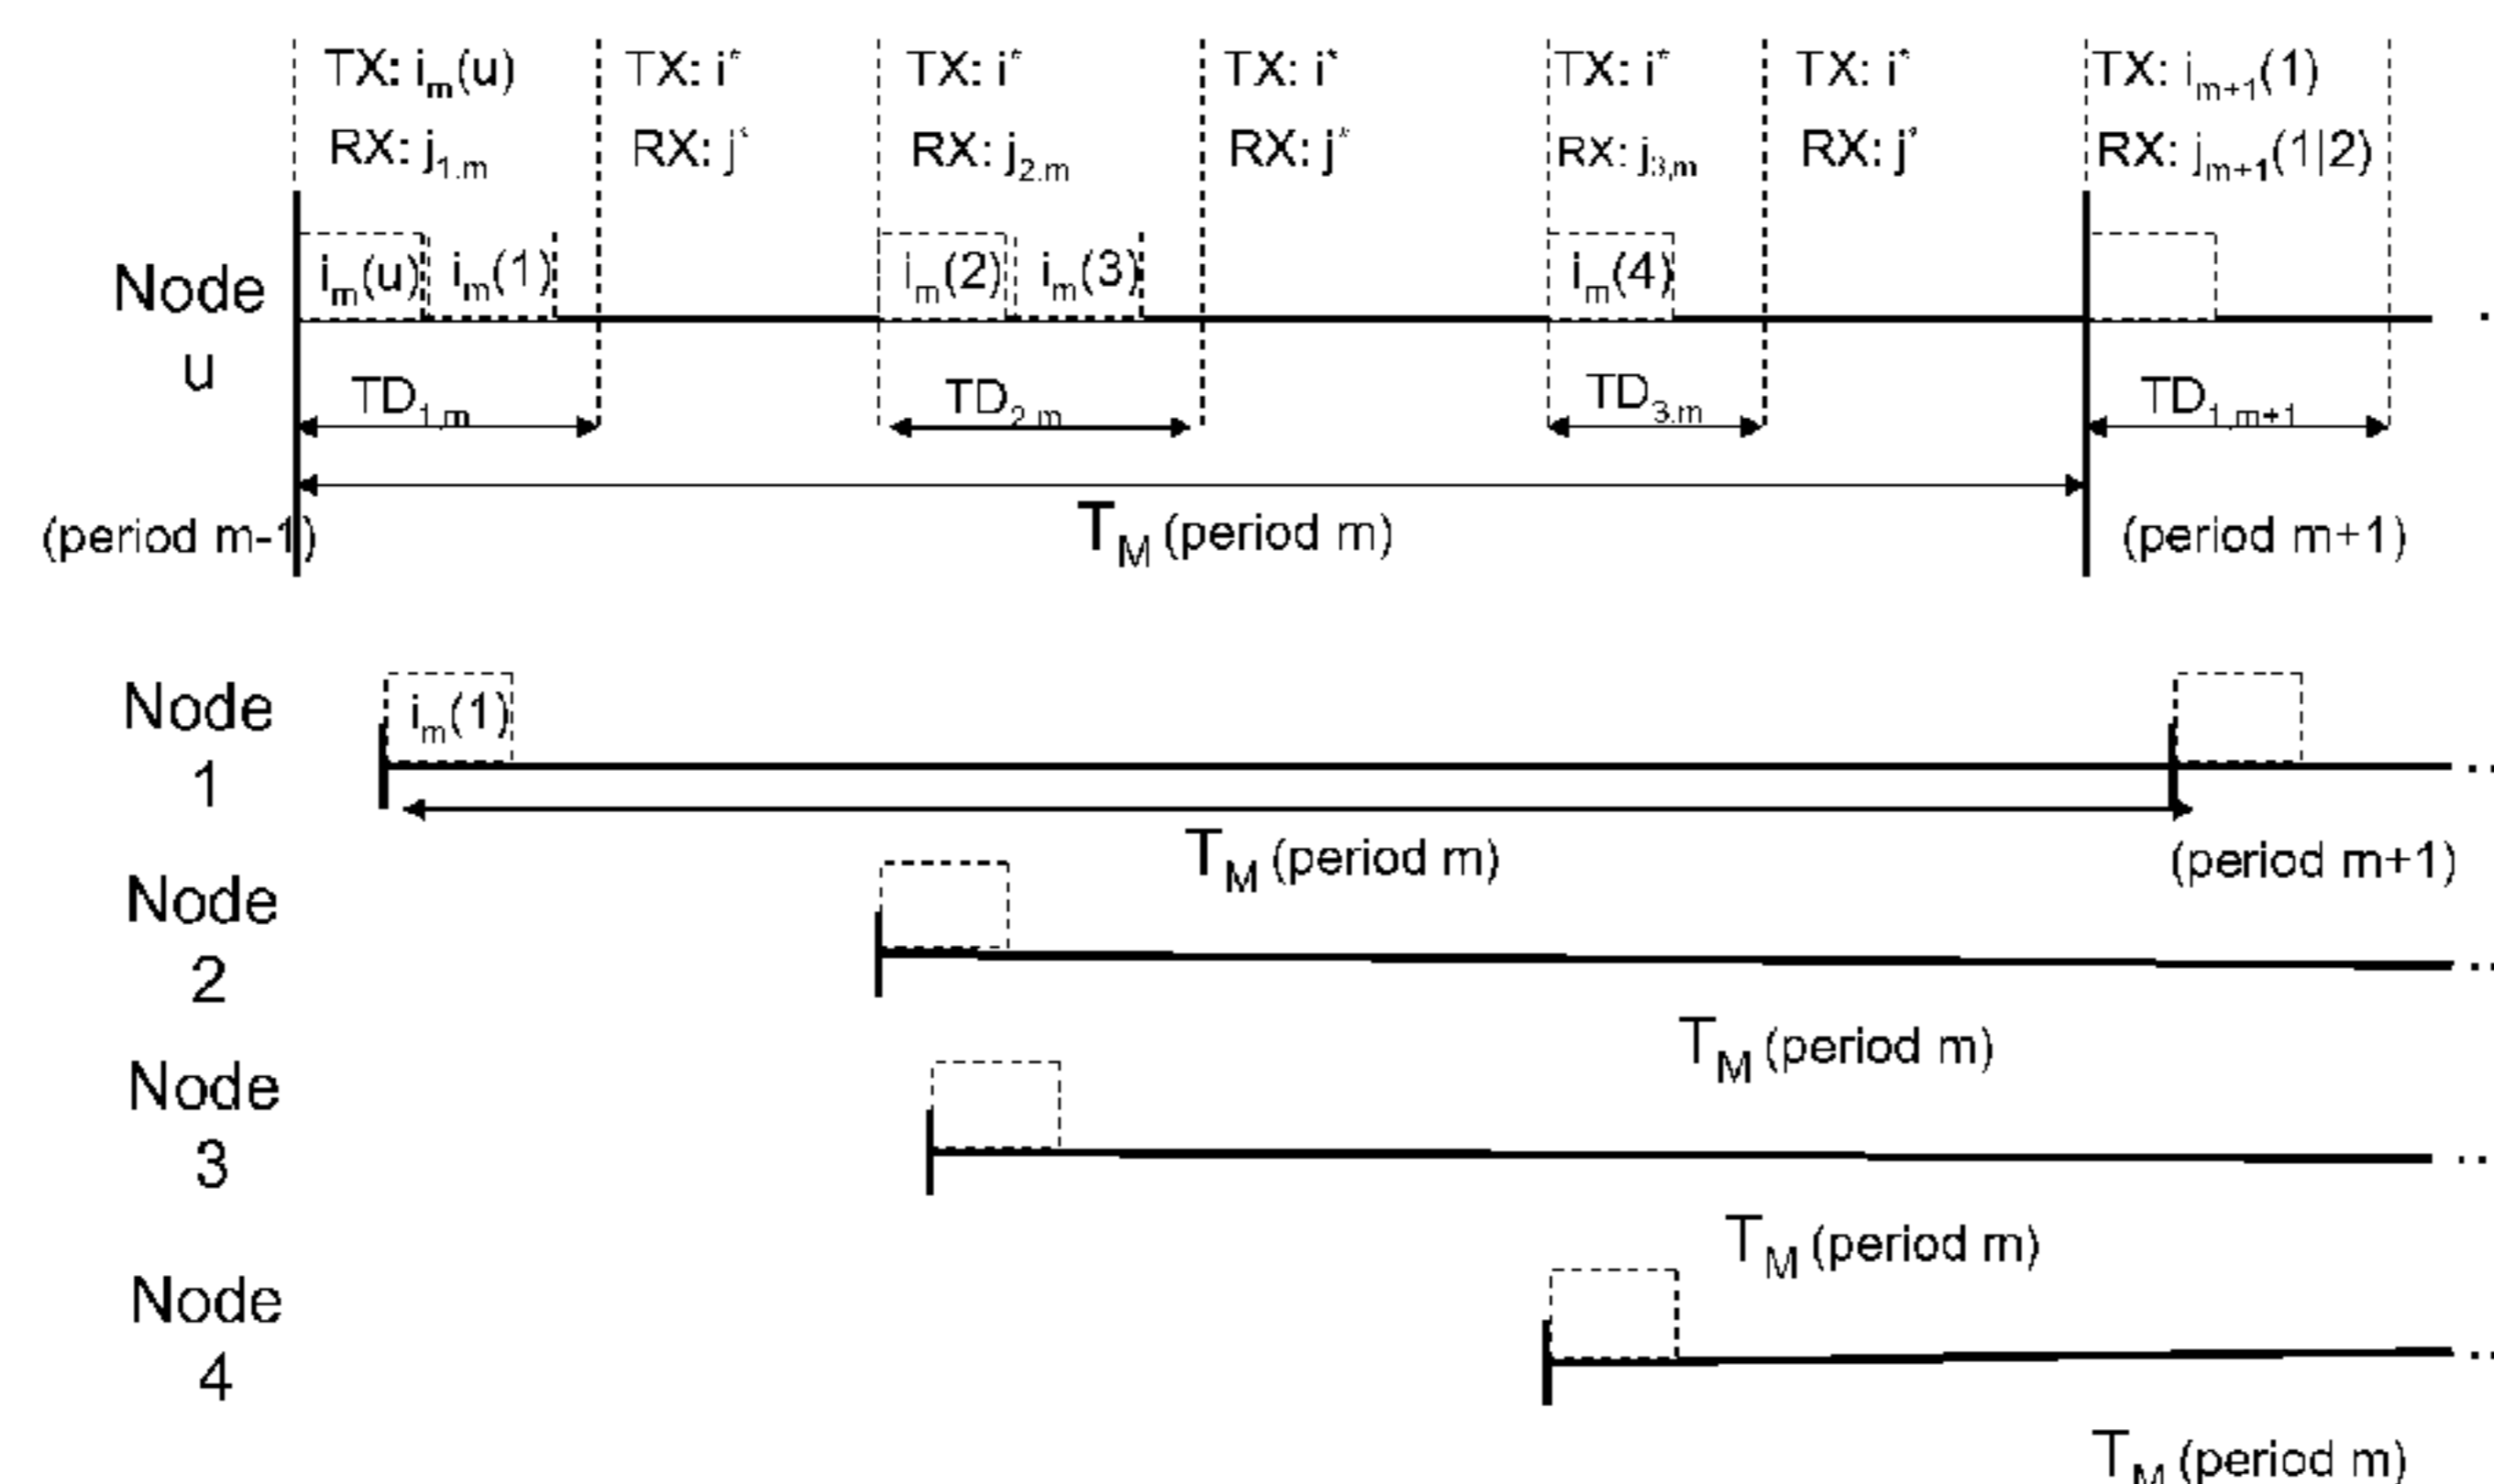 TX: i_m(u) TX: i* TX: i* TX: i* TX: i* TX: i* TX: i_m+1(1)
RX: j_1.m RX: j* RX: j_2.m RX: j* RX: j_3,m RX: j* RX: j_m+1(1|2)
Node
u
i_m(u) i_m(1) i_m(2) i_m(3) i_m(4)
TD_1,m TD_2.m TD_3.m TD_1,m+1
(period m-1) T_M (period m) (period m+1)
Node
1
i_m(1)
T_M (period m) (period m+1)
Node
2
T_M (period m)
Node
3
T_M (period m)
Node
4
T_M (period m)